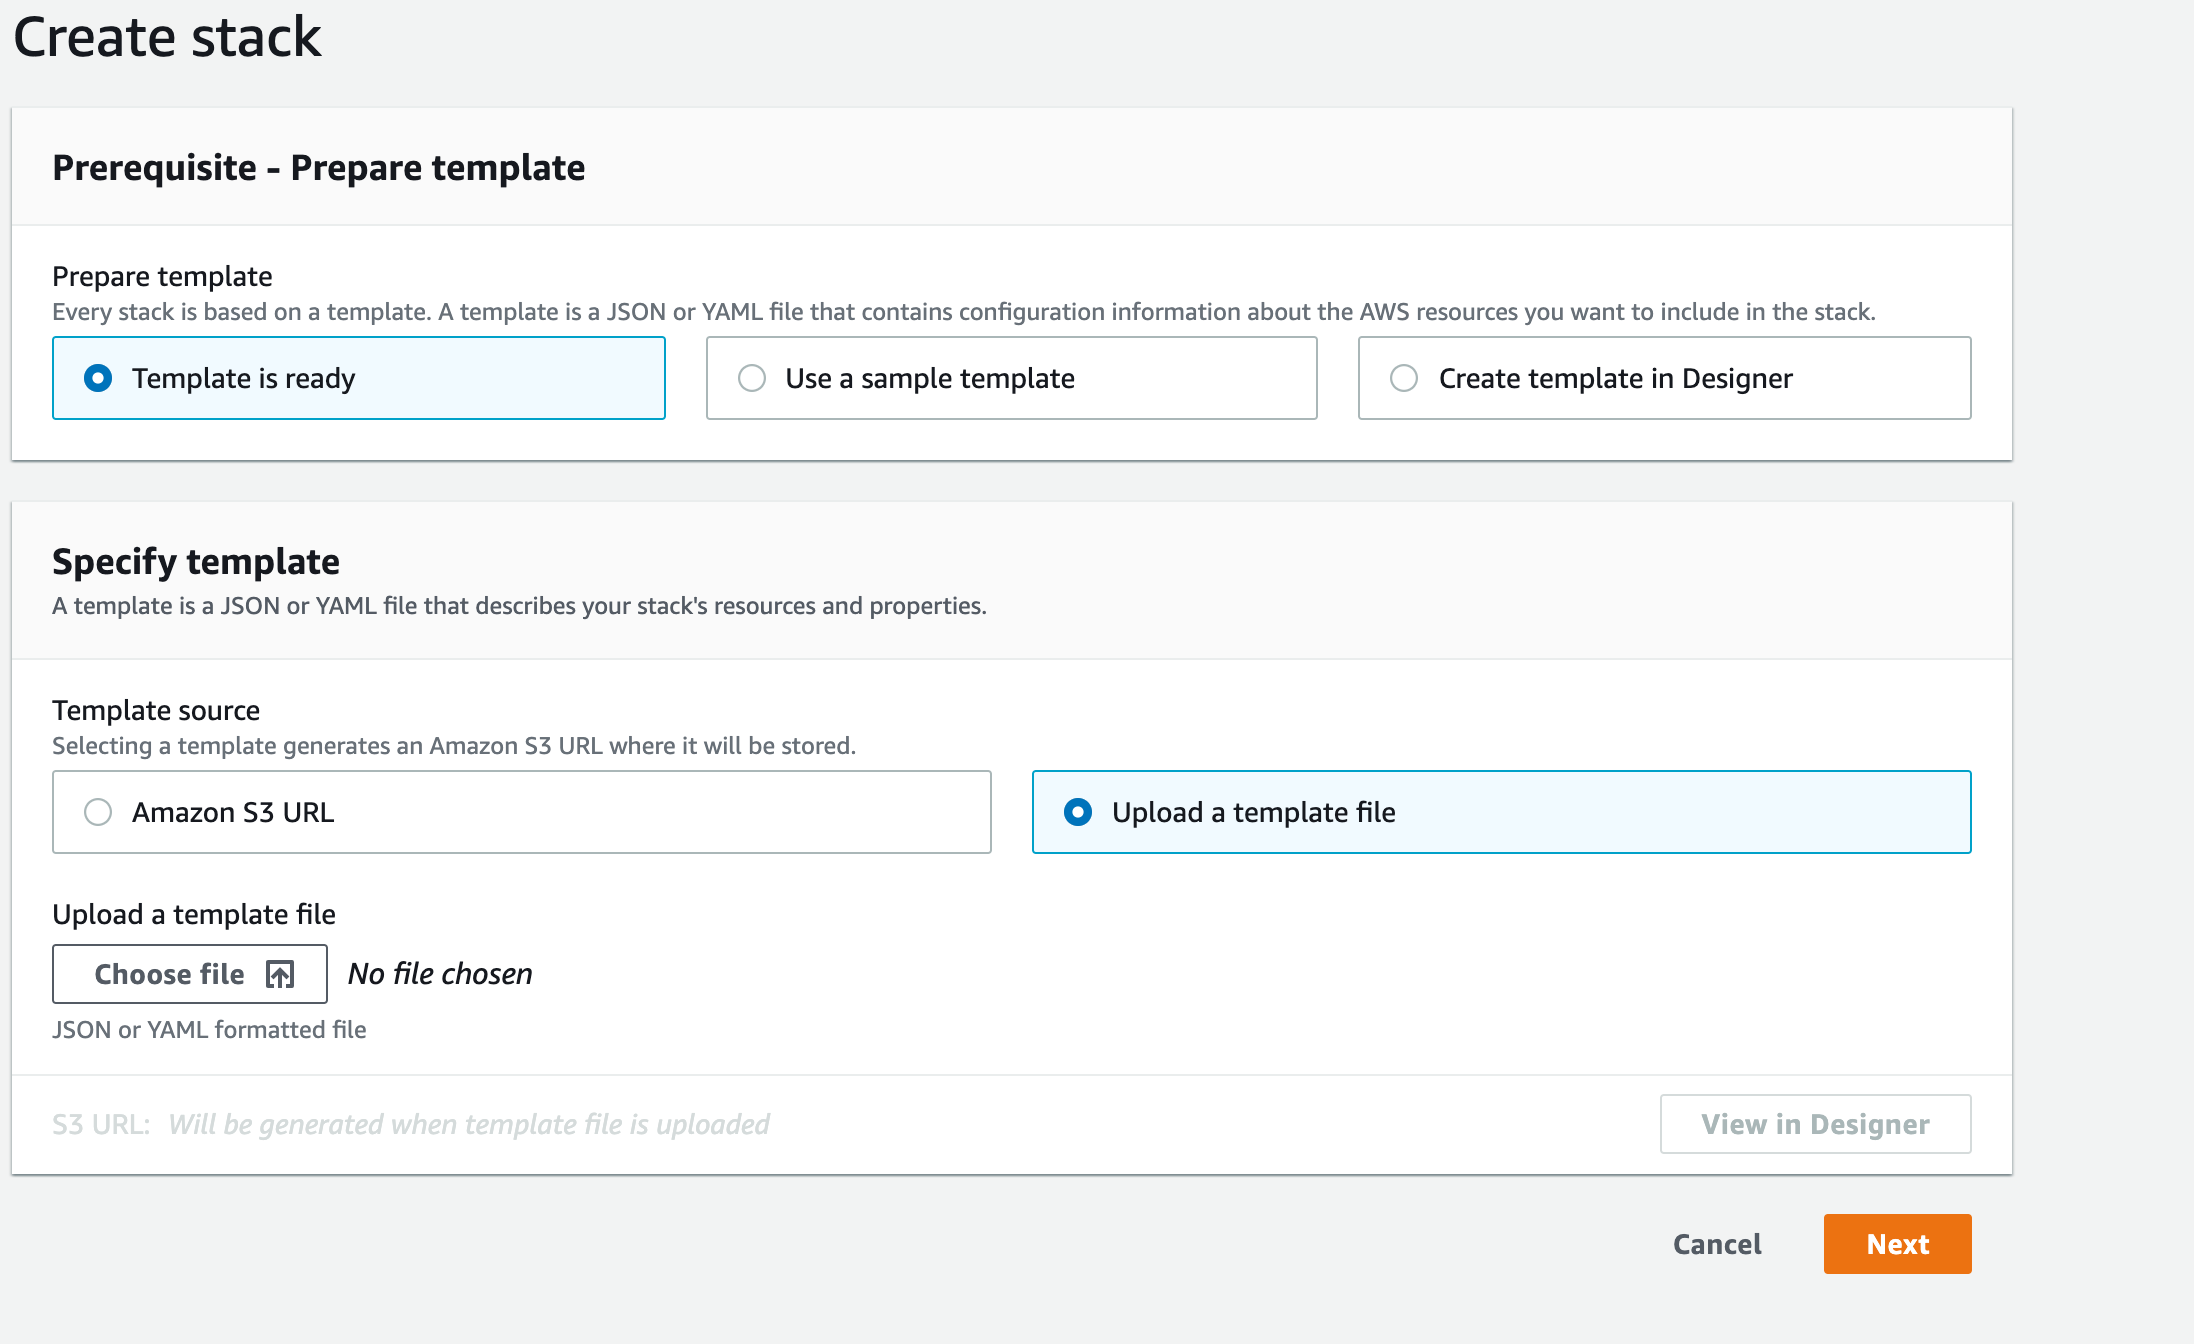 Create stack
Prerequisite - Prepare template
Prepare template
Every stack is based on a template. A template is a JSON or YAML file that contains configuration information about the AWS resources you want to include in the stack.
Template is ready
Use a sample template
Create template in Designer
Specify template
A template is a JSON or YAML file that describes your stack's resources and properties.
Template source
Selecting a template generates an Amazon S3 URL where it will be stored.
Amazon S3 URL
Upload a template file
Upload a template file
Choose file
No file chosen
JSON or YAML formatted file
S3 URL: Will be generated when template file is uploaded
View in Designer
Cancel
Next